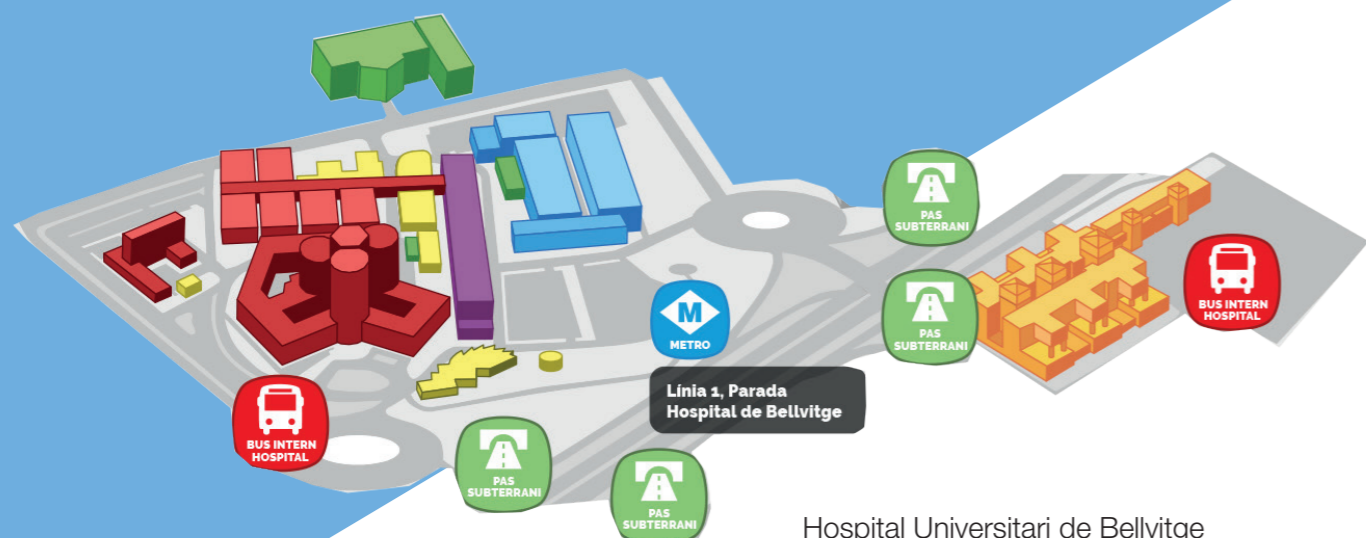 PAS
SUBTERRANI
PAS
SUBTERRANI
BUS INTERN
HOSPITAL
M
METRO
Línia 1, Parada
Hospital de Bellvitge
BUS INTERN
HOSPITAL
PAS
SUBTERRANI
PAS
SUBTERRANI
Hospital Universitari de Bellvitge